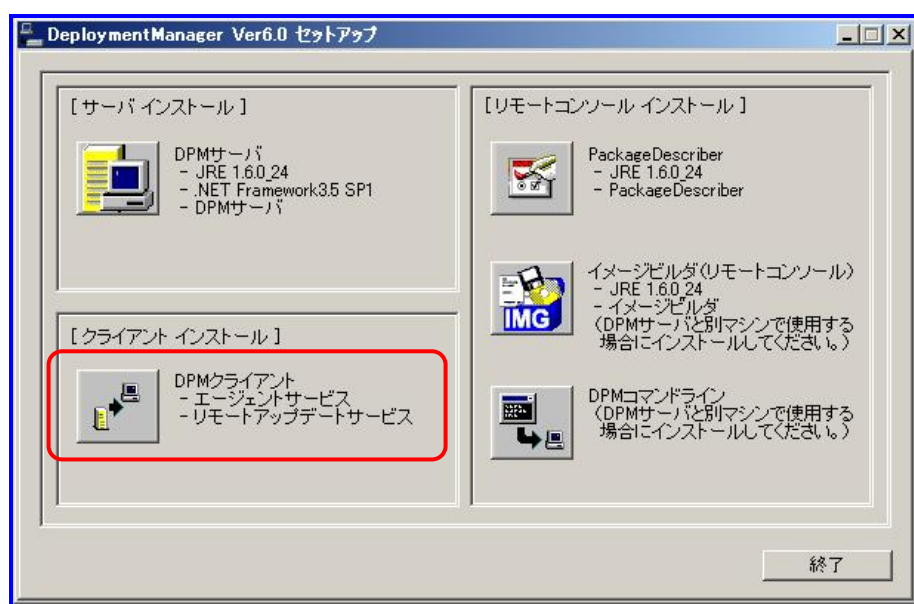 DeploymentManager Ver6.0 セットアップ
[サーバ インストール]
DPMサーバ
- JRE 1.6.0_24
- .NET Framework3.5 SP1
- DPMサーバ
[クライアント インストール]
DPMクライアント
- エージェントサービス
- リモートアップデートサービス
[リモートコンソール インストール]
PackageDescriber
- JRE 1.6.0_24
- PackageDescriber
IMG
イメージビルダ(リモートコンソール)
- JRE 1.6.0_24
- イメージビルダ
(DPMサーバと別マシンで使用する
場合にインストールしてください。)
DPMコマンドライン
(DPMサーバと別マシンで使用する
場合にインストールしてください。)
終了